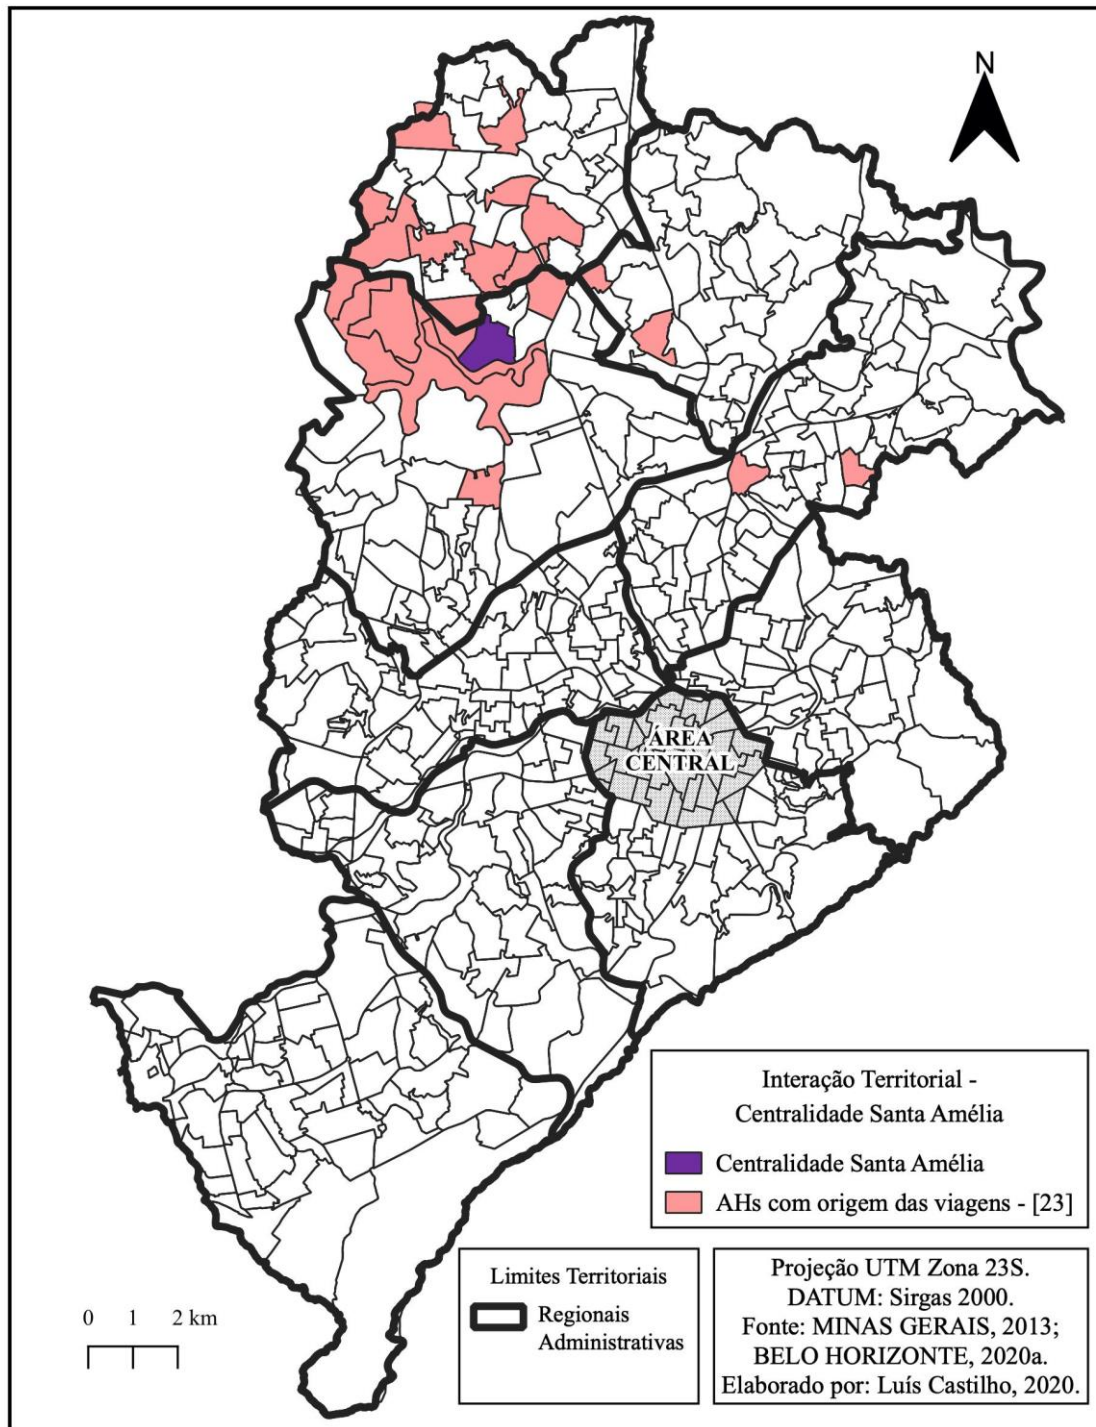 N
ÁREA
CENTRAL
Interação Territorial -
Centralidade Santa Amélia
Centralidade Santa Amélia
AHs com origem das viagens - [23]
Limites Territoriais
Regionais
Administrativas
Projeção UTM Zona 23S.
DATUM: Sirgas 2000.
Fonte: MINAS GERAIS, 2013;
BELO HORIZONTE, 2020a.
Elaborado por: Luís Castilho, 2020.
0 1 2 km